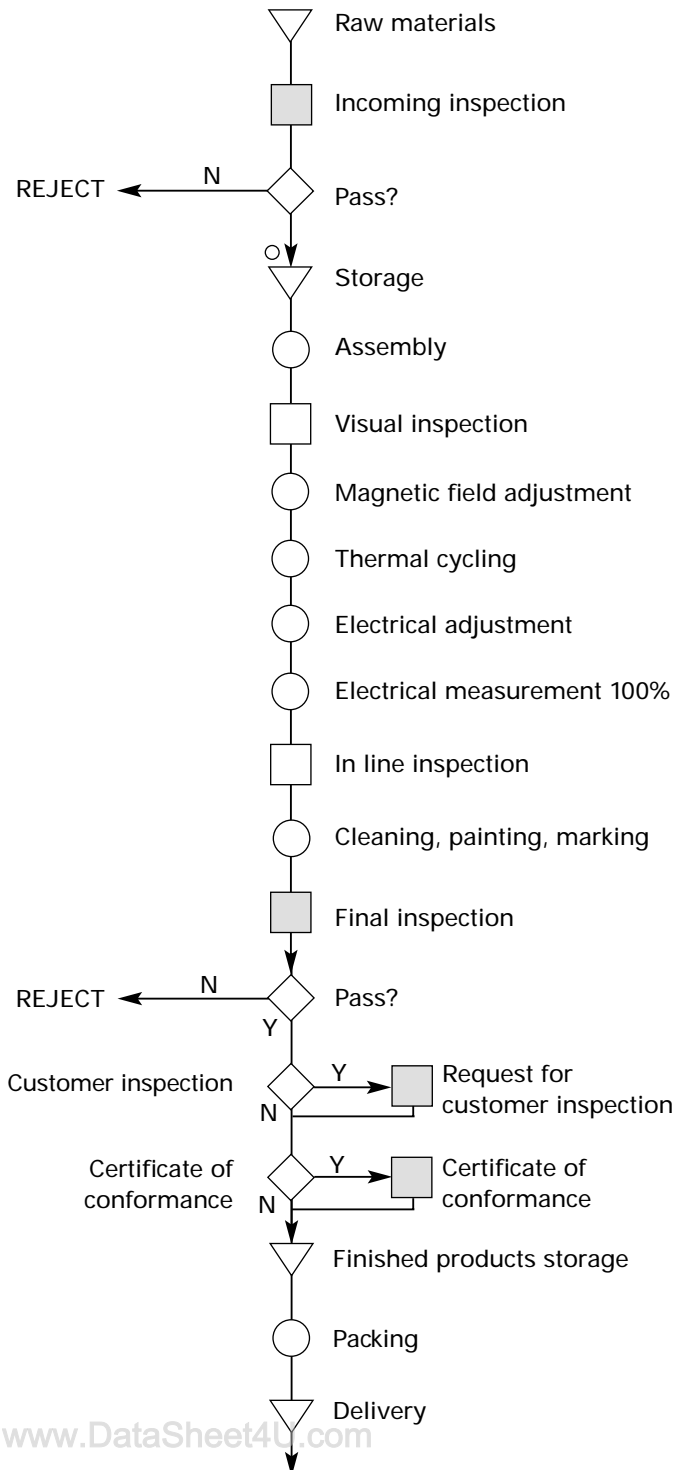 Raw materials
Incoming inspection
REJECT
N
Pass?
Storage
Assembly
Visual inspection
Magnetic field adjustment
Thermal cycling
Electrical adjustment
Electrical measurement 100%
In line inspection
Cleaning, painting, marking
Final inspection
REJECT
N
Pass?
Y
Customer inspection
Y
Request for
customer inspection
N
Certificate of
conformance
Y
Certificate of
conformance
N
Finished products storage
Packing
Delivery
www.DataSheet4U.com